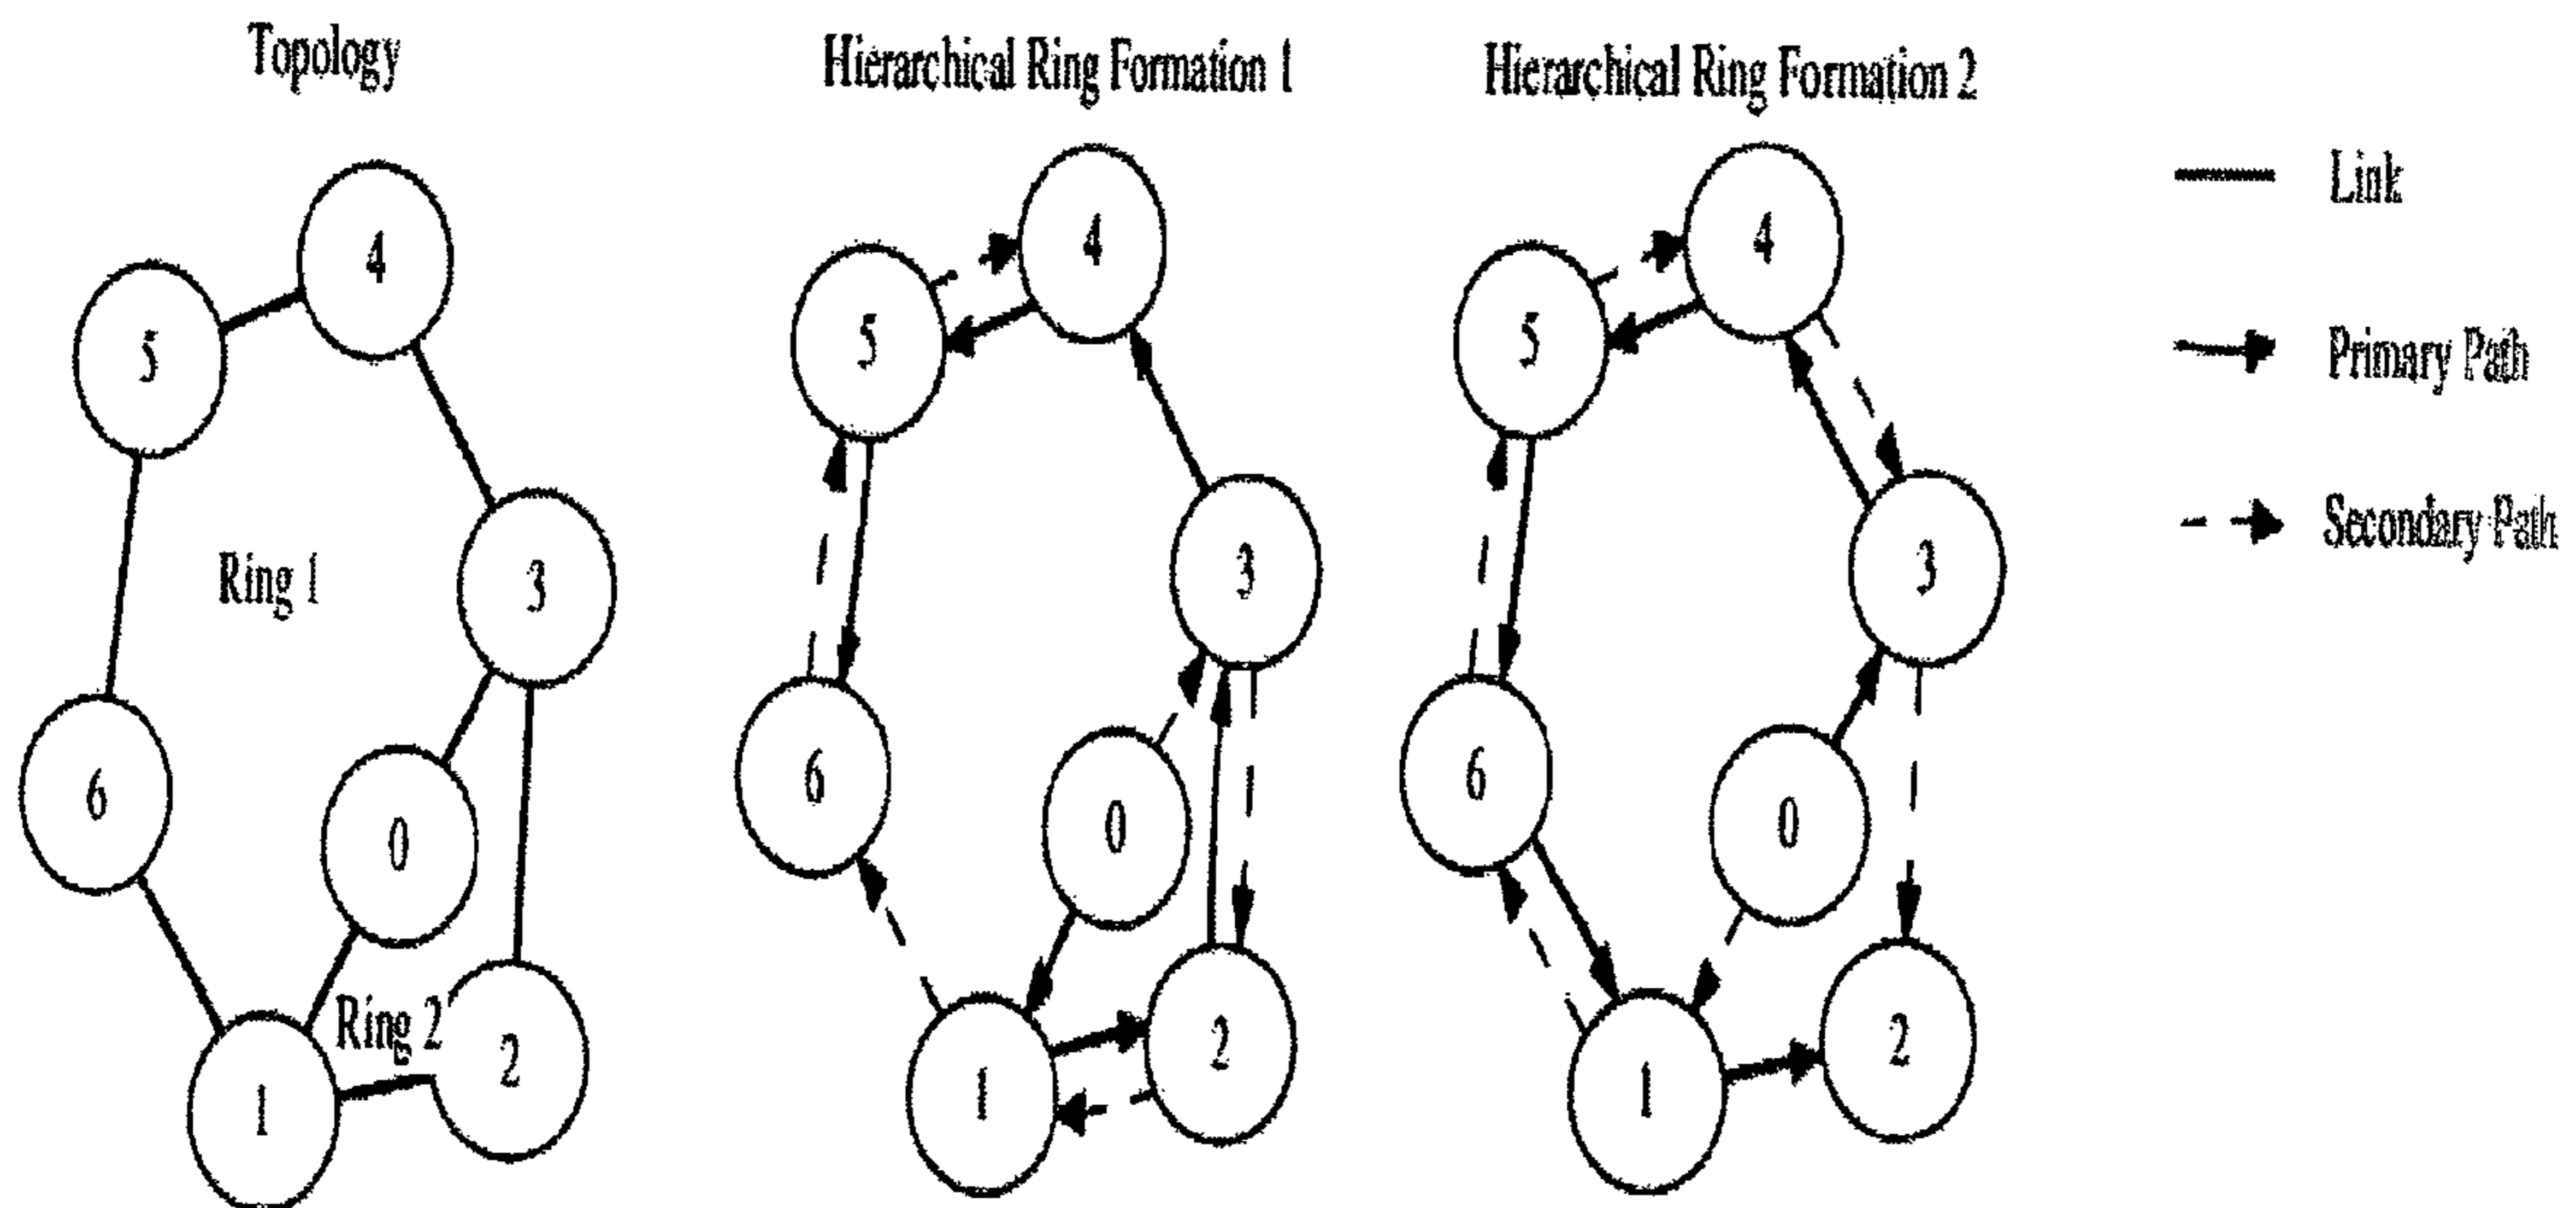 Topology
Hierarchical Ring Formation 1
Hierarchical Ring Formation 2
4
5
3
Ring 1
6
0
Ring 2
2
1
4
5
3
6
0
2
1
4
5
3
6
0
2
1
Link
Primary Path
Secondary Path